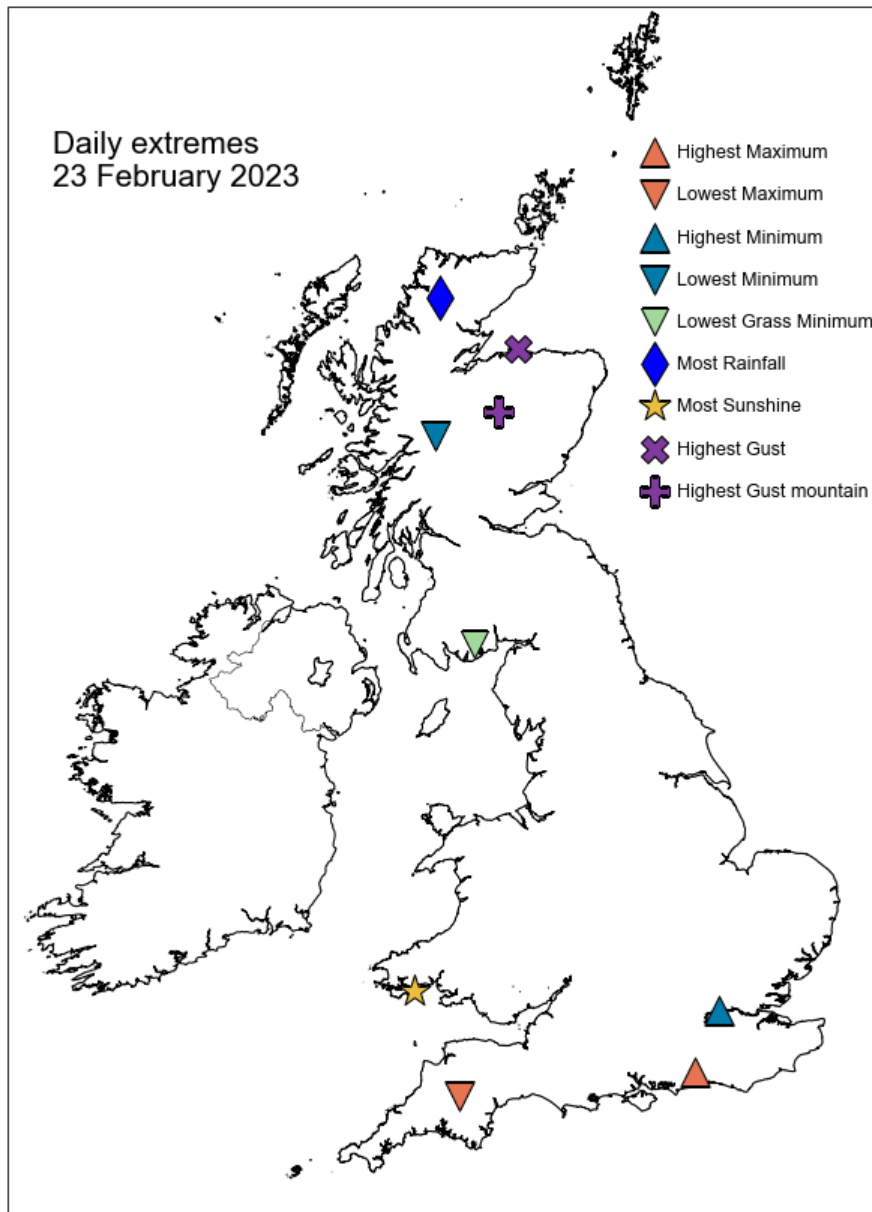 Daily extremes
23 February 2023
Highest Maximum
Lowest Maximum
Highest Minimum
Lowest Minimum
Lowest Grass Minimum
Most Rainfall
Most Sunshine
Highest Gust
Highest Gust mountain